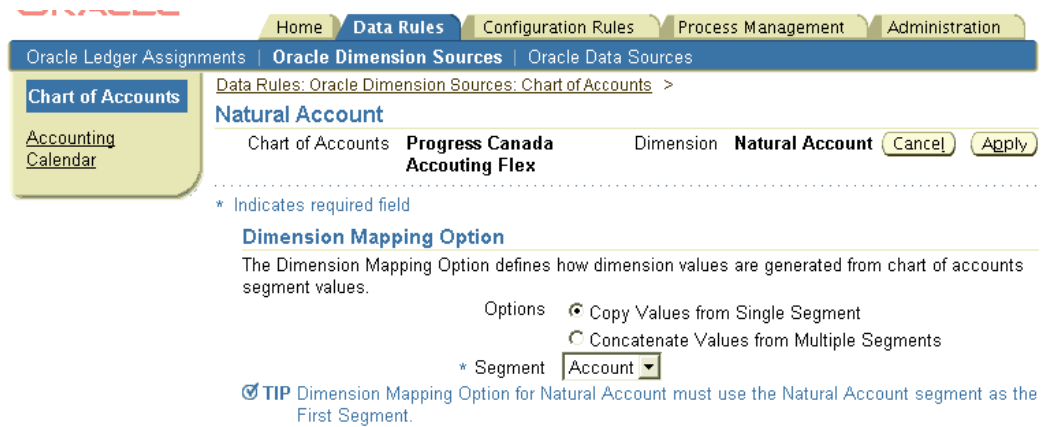 Home Data Rules Configuration Rules Process Management Administration
Oracle Ledger Assignments | Oracle Dimension Sources | Oracle Data Sources
Chart of Accounts
Accounting
Calendar
Data Rules: Oracle Dimension Sources: Chart of Accounts >
Natural Account
Chart of Accounts Progress Canada Dimension Natural Account Cancel Apply
Accouting Flex
* Indicates required field
Dimension Mapping Option
The Dimension Mapping Option defines how dimension values are generated from chart of accounts
segment values.
Options Copy Values from Single Segment
Concatenate Values from Multiple Segments
* Segment Account
TIP Dimension Mapping Option for Natural Account must use the Natural Account segment as the
First Segment.